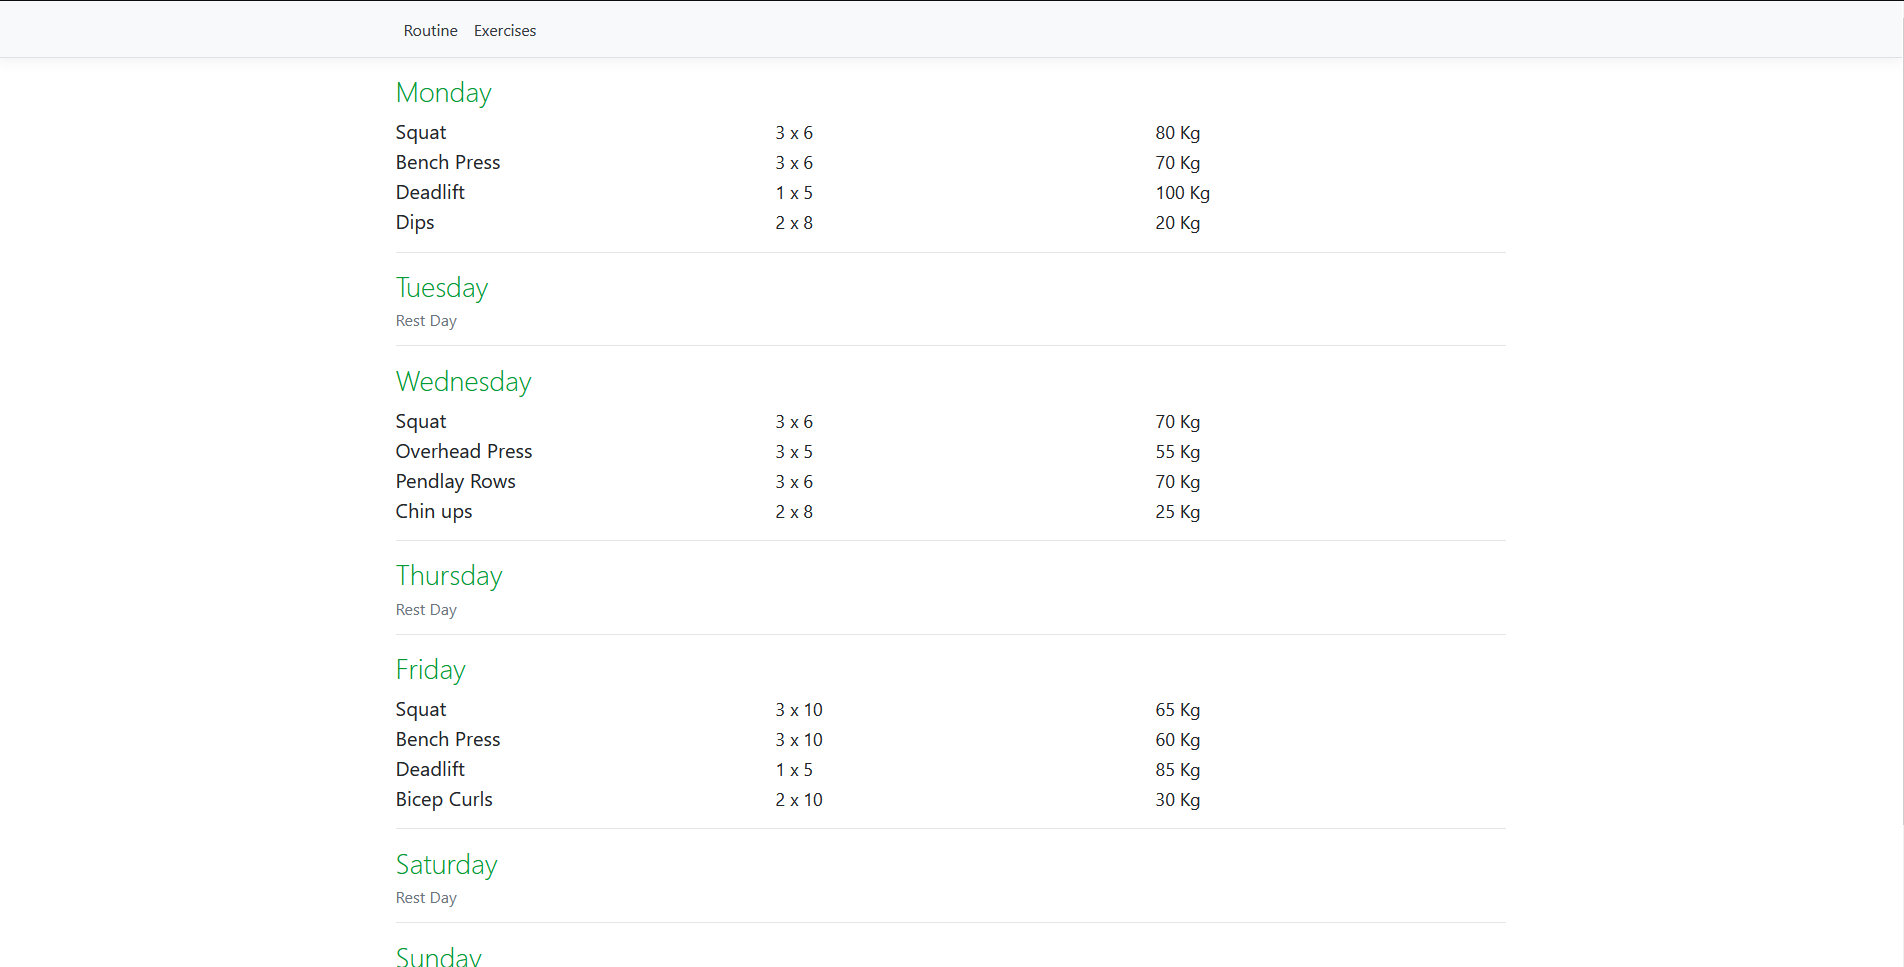 Routine Exercises
Monday
Squat 3 x 6 80 Kg
Bench Press 3 x 6 70 Kg
Deadlift 1 x 5 100 Kg
Dips 2 x 8 20 Kg
Tuesday
Rest Day
Wednesday
Squat 3 x 6 70 Kg
Overhead Press 3 x 5 55 Kg
Pendlay Rows 3 x 6 70 Kg
Chin ups 2 x 8 25 Kg
Thursday
Rest Day
Friday
Squat 3 x 10 65 Kg
Bench Press 3 x 10 60 Kg
Deadlift 1 x 5 85 Kg
Bicep Curls 2 x 10 30 Kg
Saturday
Rest Day
Sunday